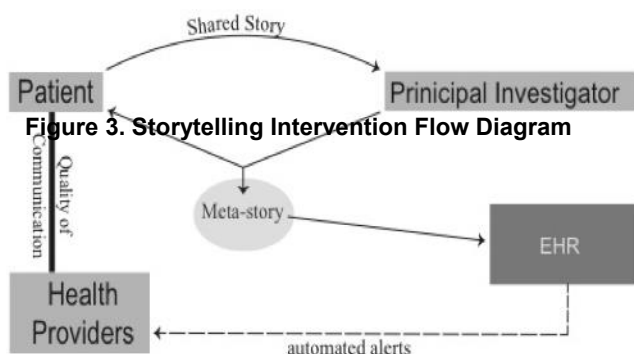 Shared Story
Patient
Prinicipal Investigator
Figure 3. Storytelling Intervention Flow Diagram
Quality of
Communication
Meta-story
EHR
Health
Providers
automated alerts